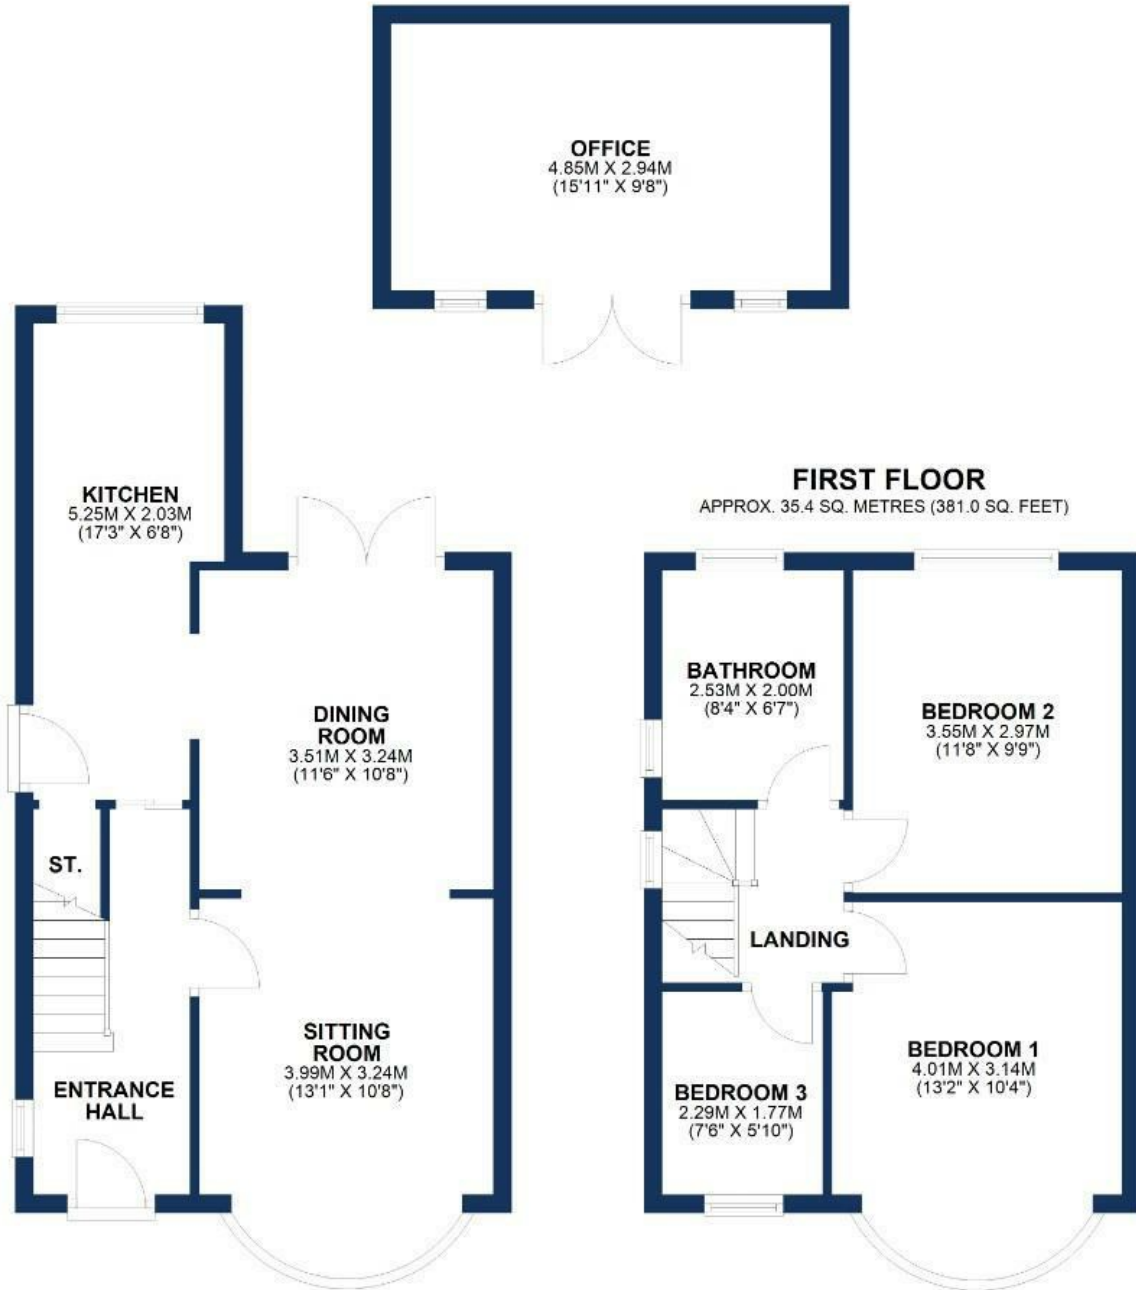 OFFICE
4.85M X 2.94M
(15'11" X 9'8")
KITCHEN
5.25M X 2.03M
(17'3" X 6'8")
DINING
ROOM
3.51M X 3.24M
(11'6" X 10'8")
ST.
SITTING
ROOM
3.99M X 3.24M
(13'1" X 10'8")
ENTRANCE
HALL
FIRST FLOOR
APPROX. 35.4 SQ. METRES (381.0 SQ. FEET)
BATHROOM
2.53M X 2.00M
(8'4" X 6'7")
BEDROOM 2
3.55M X 2.97M
(11'8" X 9'9")
LANDING
BEDROOM 1
4.01M X 3.14M
(13'2" X 10'4")
BEDROOM 3
2.29M X 1.77M
(7'6" X 5'10")